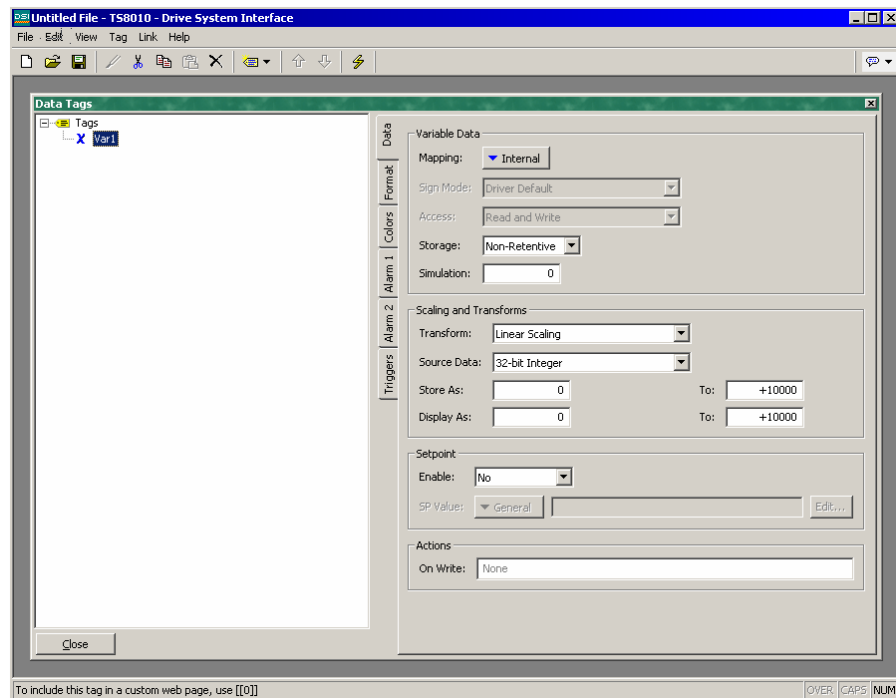 DSI Untitled File - TS8010 - Drive System Interface
File Edit View Tag Link Help
Data Tags
Tags
Var1
Data
Format
Colors
Alarm 1
Alarm 2
Triggers
Variable Data
Mapping: Internal
Sign Mode: Driver Default
Access: Read and Write
Storage: Non-Retentive
Simulation: 0
Scaling and Transforms
Transform: Linear Scaling
Source Data: 32-bit Integer
Store As: 0 To: +10000
Display As: 0 To: +10000
Setpoint
Enable: No
SP Value: General Edit...
Actions
On Write: None
Close
To include this tag in a custom web page, use [[0]] OVER CAPS NUM